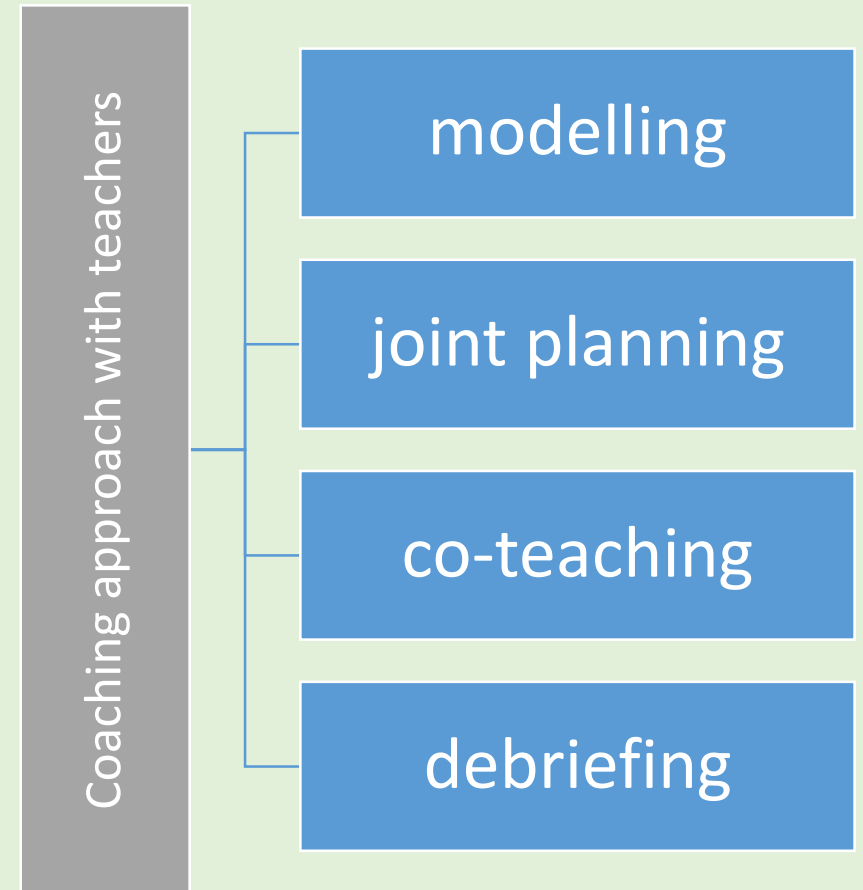 Coaching approach with teachers
modelling
joint planning
co-teaching
debriefing